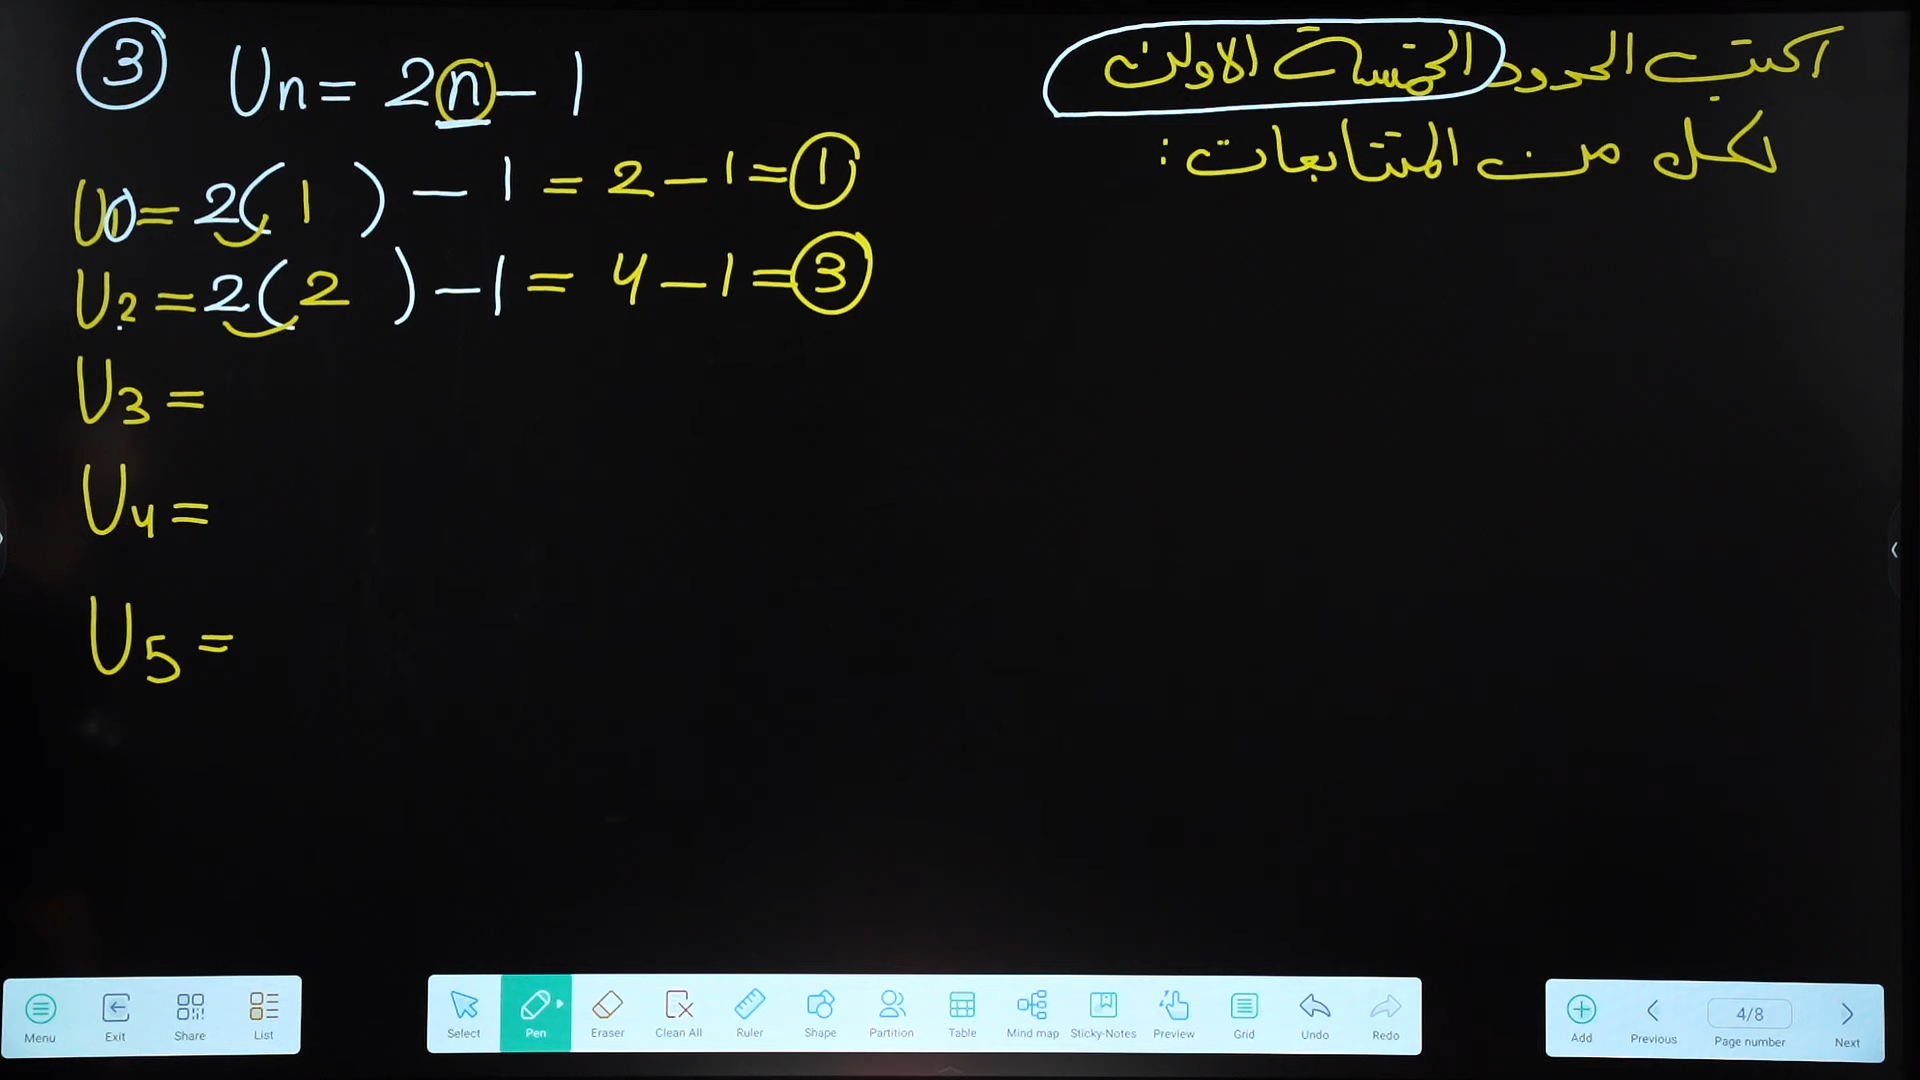 ③ Un = 2n - 1
اكتب الحدود الخمسة الاولى
لكل من المتتابعات :
U1 = 2( 1 ) - 1 = 2 - 1 = 1
U2 = 2( 2 ) - 1 = 4 - 1 = 3
U3 =
U4 =
U5 =
Menu Exit Share List Select Pen Eraser Clean All Ruler Shape Partition Table Mind map Sticky-Notes Preview Grid Undo Redo Add Previous 4/8 Page number Next